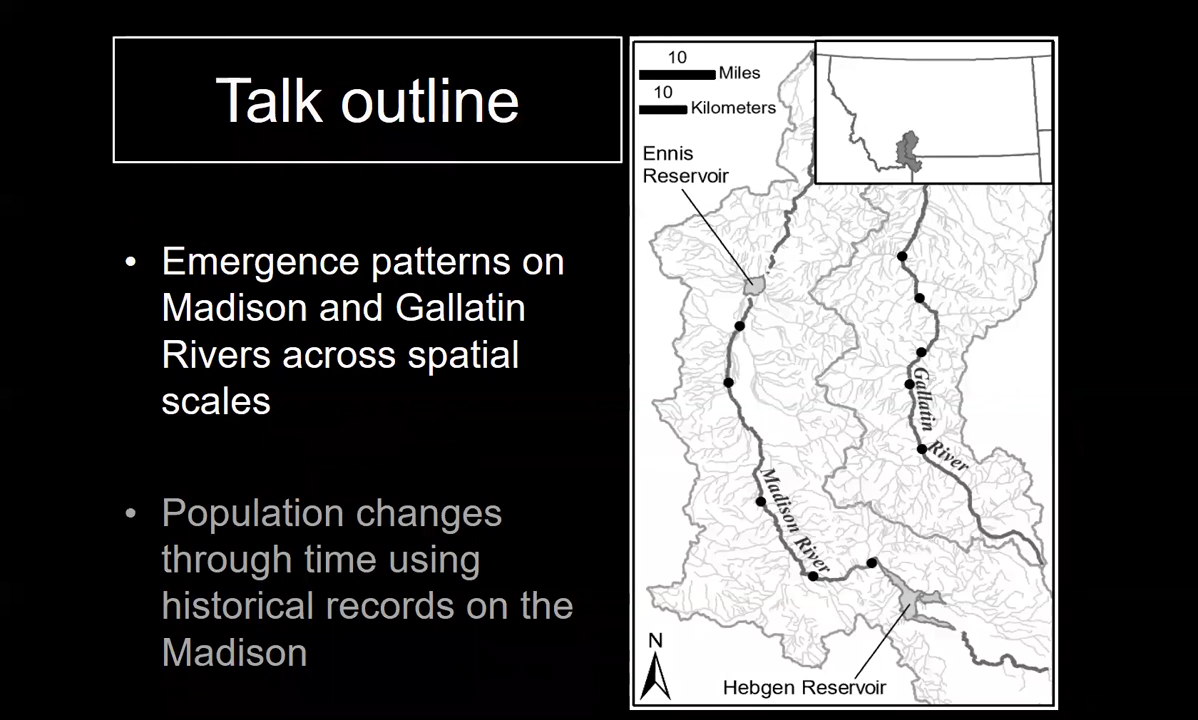 Talk outline
• Emergence patterns on
Madison and Gallatin
Rivers across spatial
scales
• Population changes
through time using
historical records on the
Madison
10
Miles
10
Kilometers
Ennis
Reservoir
Gallatin
River
Madison River
N
Hebgen Reservoir